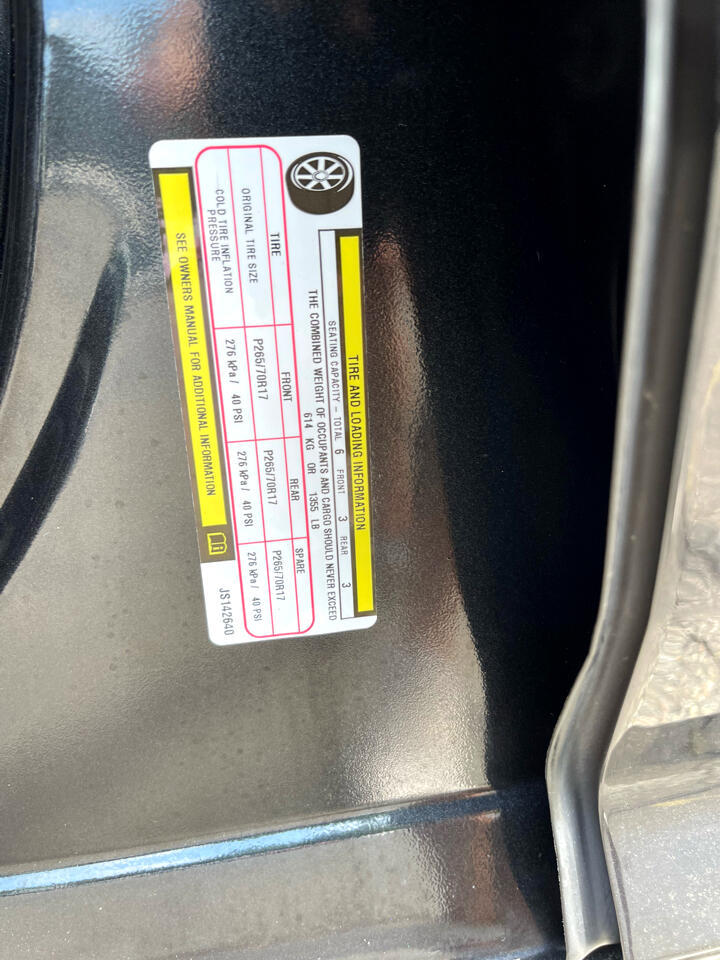 TIRE AND LOADING INFORMATION
SEATING CAPACITY – TOTAL 6 FRONT 3 REAR 3
THE COMBINED WEIGHT OF OCCUPANTS AND CARGO SHOULD NEVER EXCEED
614 KG OR 1355 LB
TIRE FRONT REAR SPARE
ORIGINAL TIRE SIZE P265/70R17 P265/70R17 P265/70R17
COLD TIRE INFLATION PRESSURE 276 kPa / 40 PSI 276 kPa / 40 PSI 276 kPa / 40 PSI
SEE OWNERS MANUAL FOR ADDITIONAL INFORMATION
JS142640